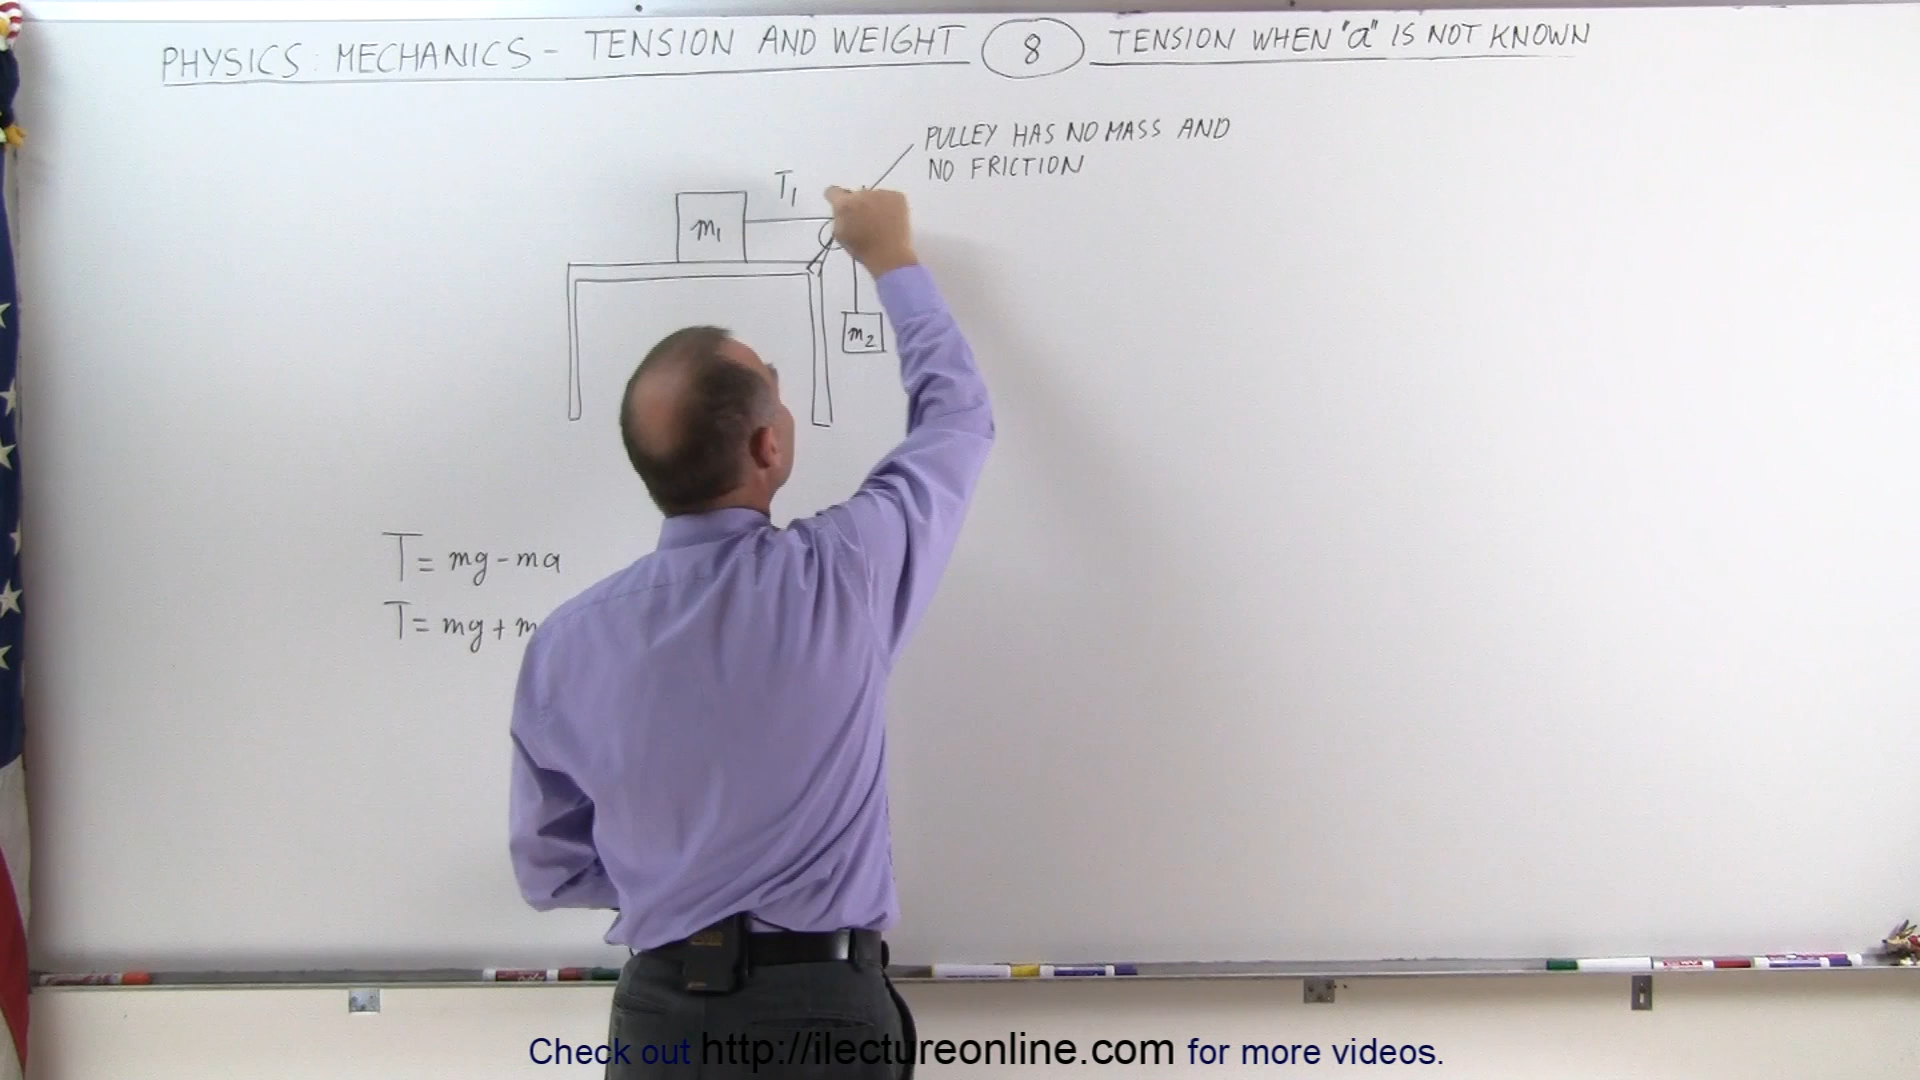 PHYSICS: MECHANICS - TENSION AND WEIGHT 8 TENSION WHEN "a" IS NOT KNOWN
PULLEY HAS NO MASS AND
NO FRICTION
T₁
m₁
m₂
T = mg - ma
T = mg + m
Check out http://ilectureonline.com for more videos.